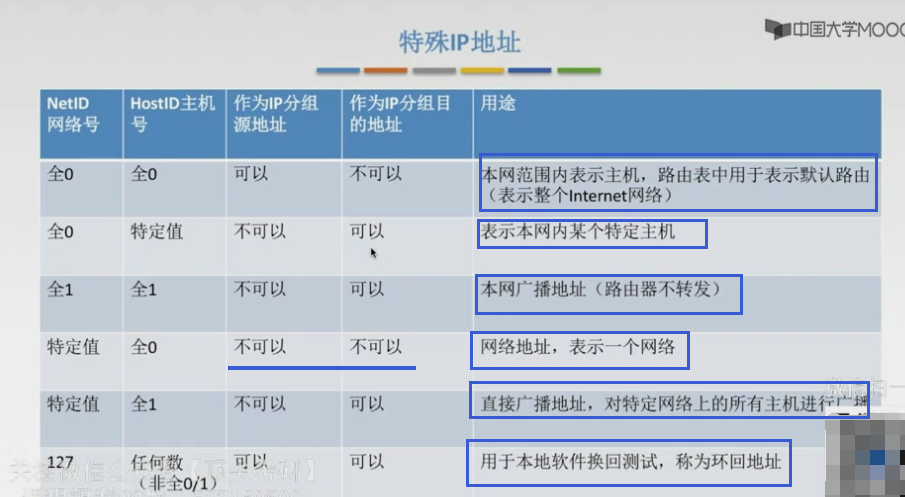 中国大学MOOC
特殊IP地址
NetID
网络号
HostID主机
号
作为IP分组
源地址
作为IP分组目
的地址
用途
全0
全0
可以
不可以
本网范围内表示主机，路由表中用于表示默认路由
（表示整个Internet网络）
全0
特定值
不可以
可以
表示本网内某个特定主机
全1
全1
不可以
可以
本网广播地址（路由器不转发）
特定值
全0
不可以
不可以
网络地址，表示一个网络
特定值
全1
不可以
可以
直接广播地址，对特定网络上的所有主机进行广播
127
任何数
（非全0/1）
可以
可以
用于本地软件换回测试，称为环回地址